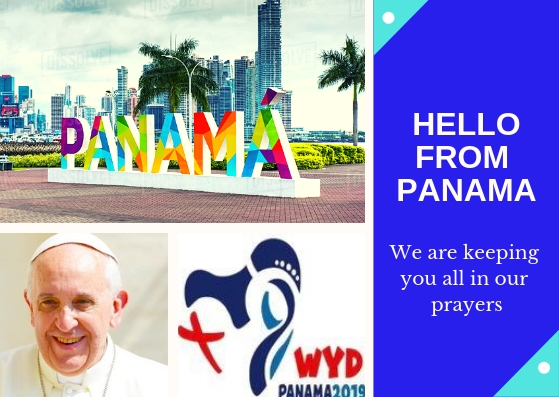 PANAMÁ
HELLO
FROM
PANAMA
We are keeping
you all in our
prayers
WYD
PANAMA2019